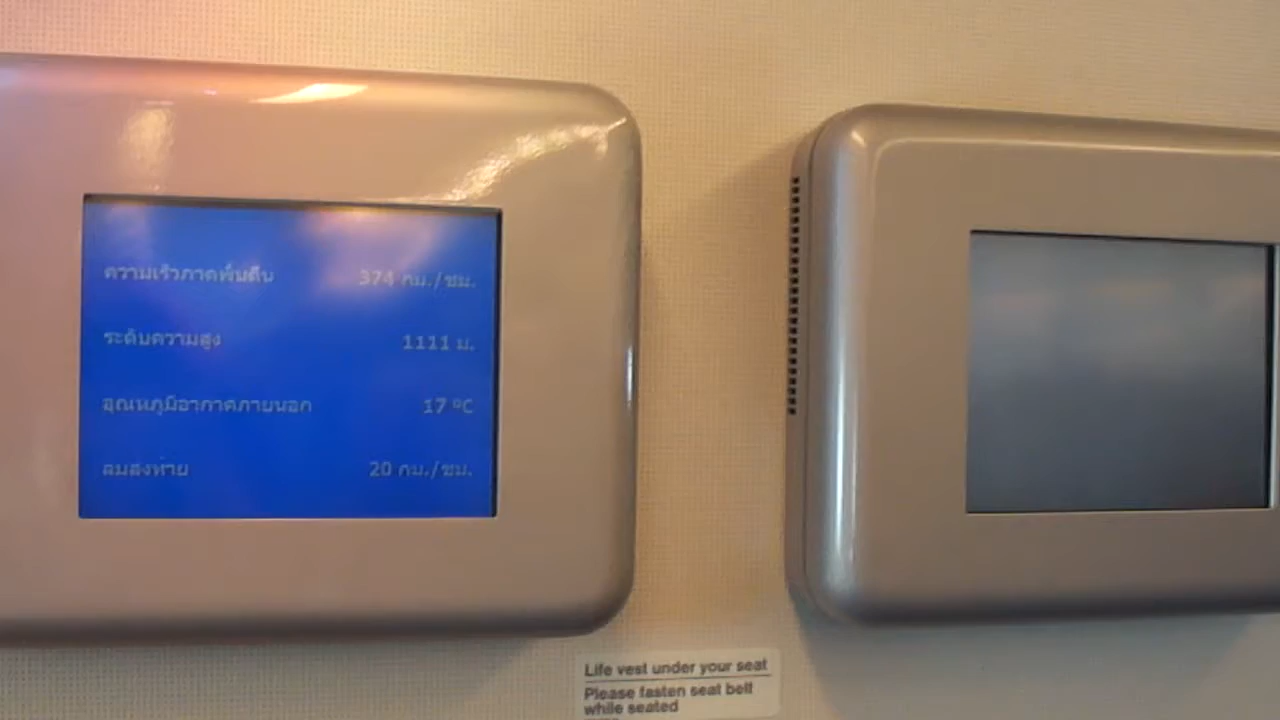 ความเร็วภาคพื้นดิน 374 กม./ชม.
ระดับความสูง 1111 ม.
อุณหภูมิอากาศภายนอก 17 ºC
ลมส่งท้าย 20 กม./ชม.
Life vest under your seat
Please fasten seat belt
while seated